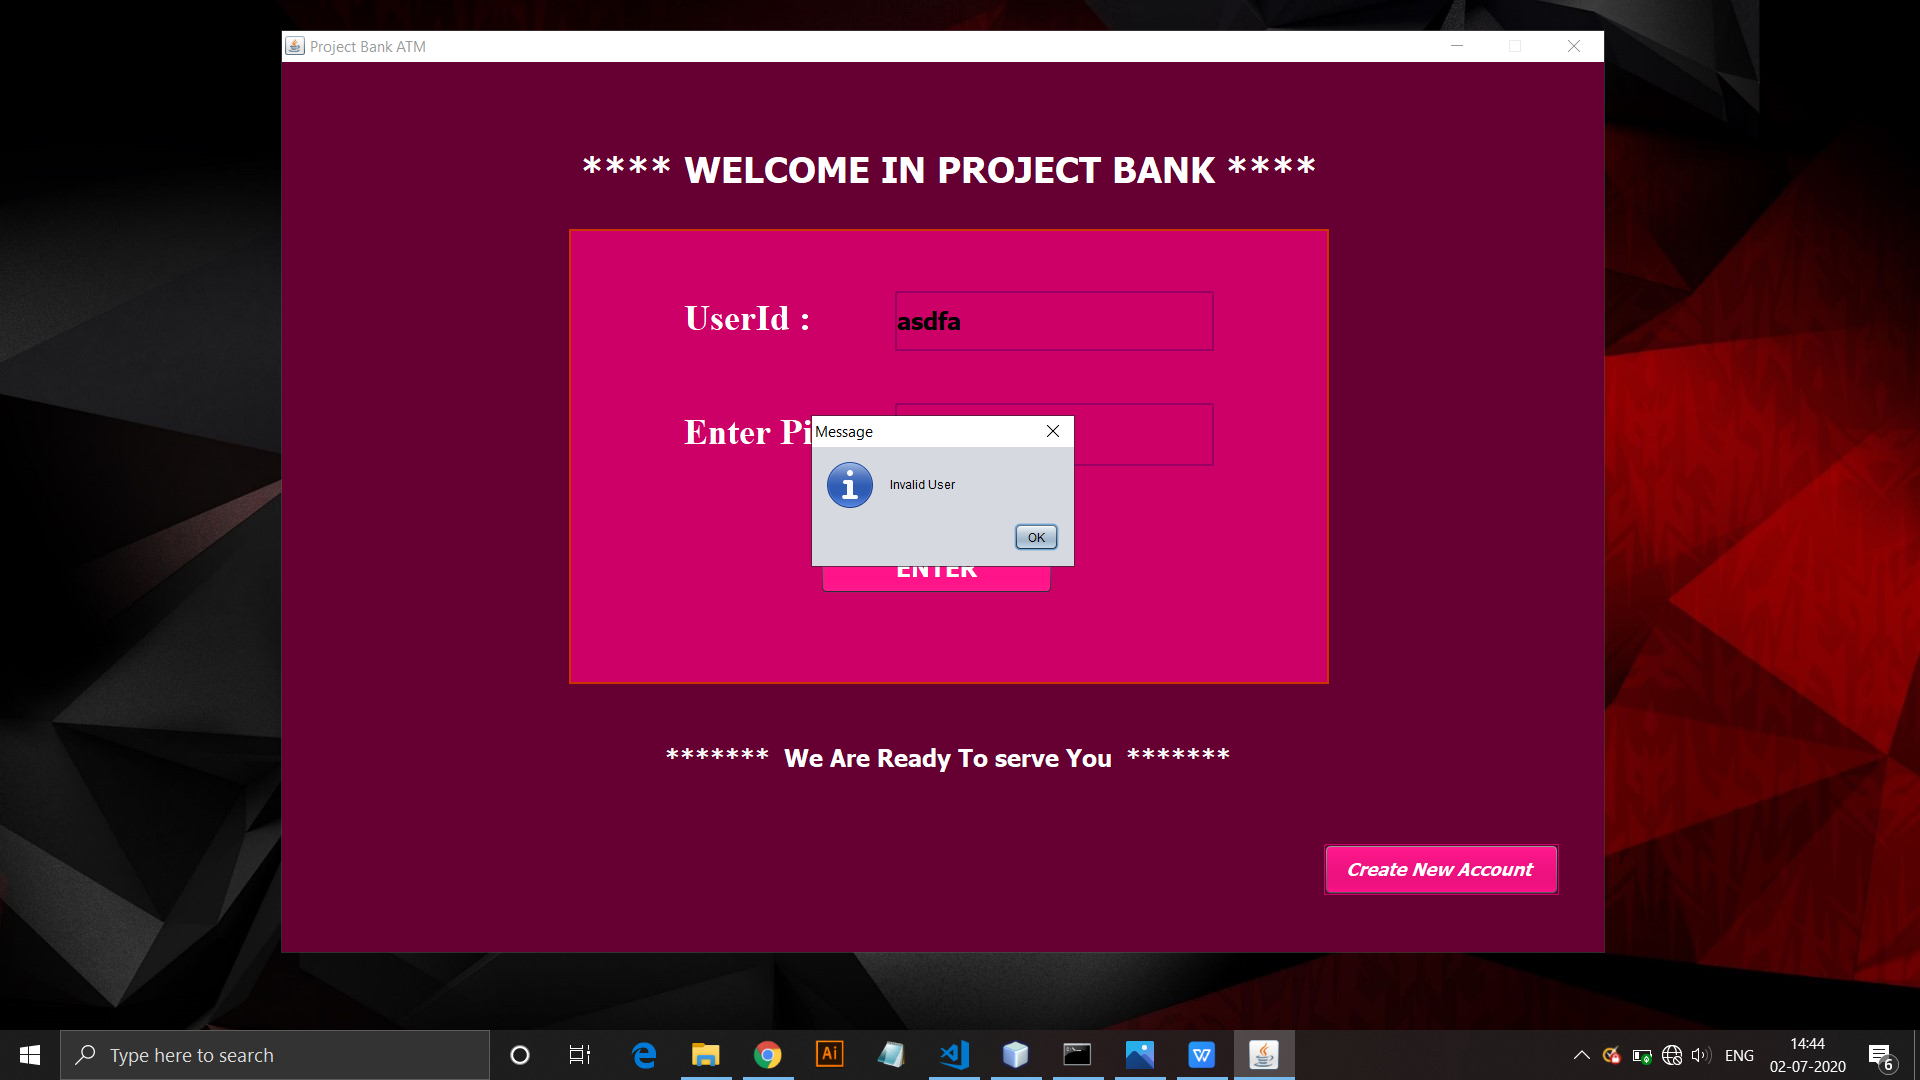 Project Bank ATM
**** WELCOME IN PROJECT BANK ****
UserId :
asdfa
Enter Pi
Message
Invalid User
OK
ENTER
******* We Are Ready To serve You *******
Create New Account
Type here to search
Ai
W
ENG
14:44
02-07-2020
6